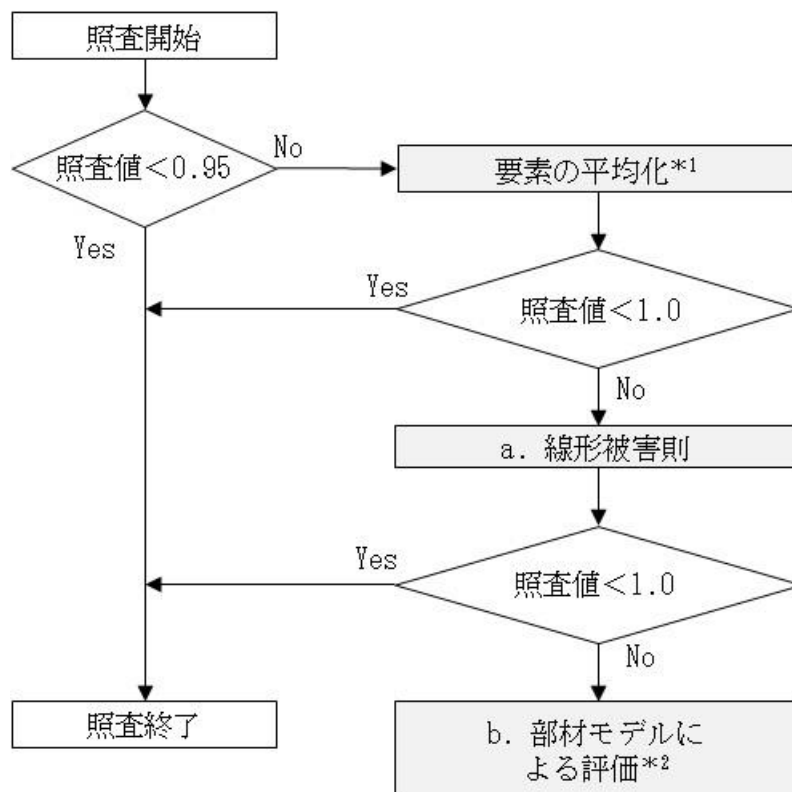 照査開始
照査値<0.95
No
要素の平均化*1
Yes
Yes
照査値<1.0
No
a. 線形被害則
Yes
照査値<1.0
No
照査終了
b. 部材モデルに
よる評価*2